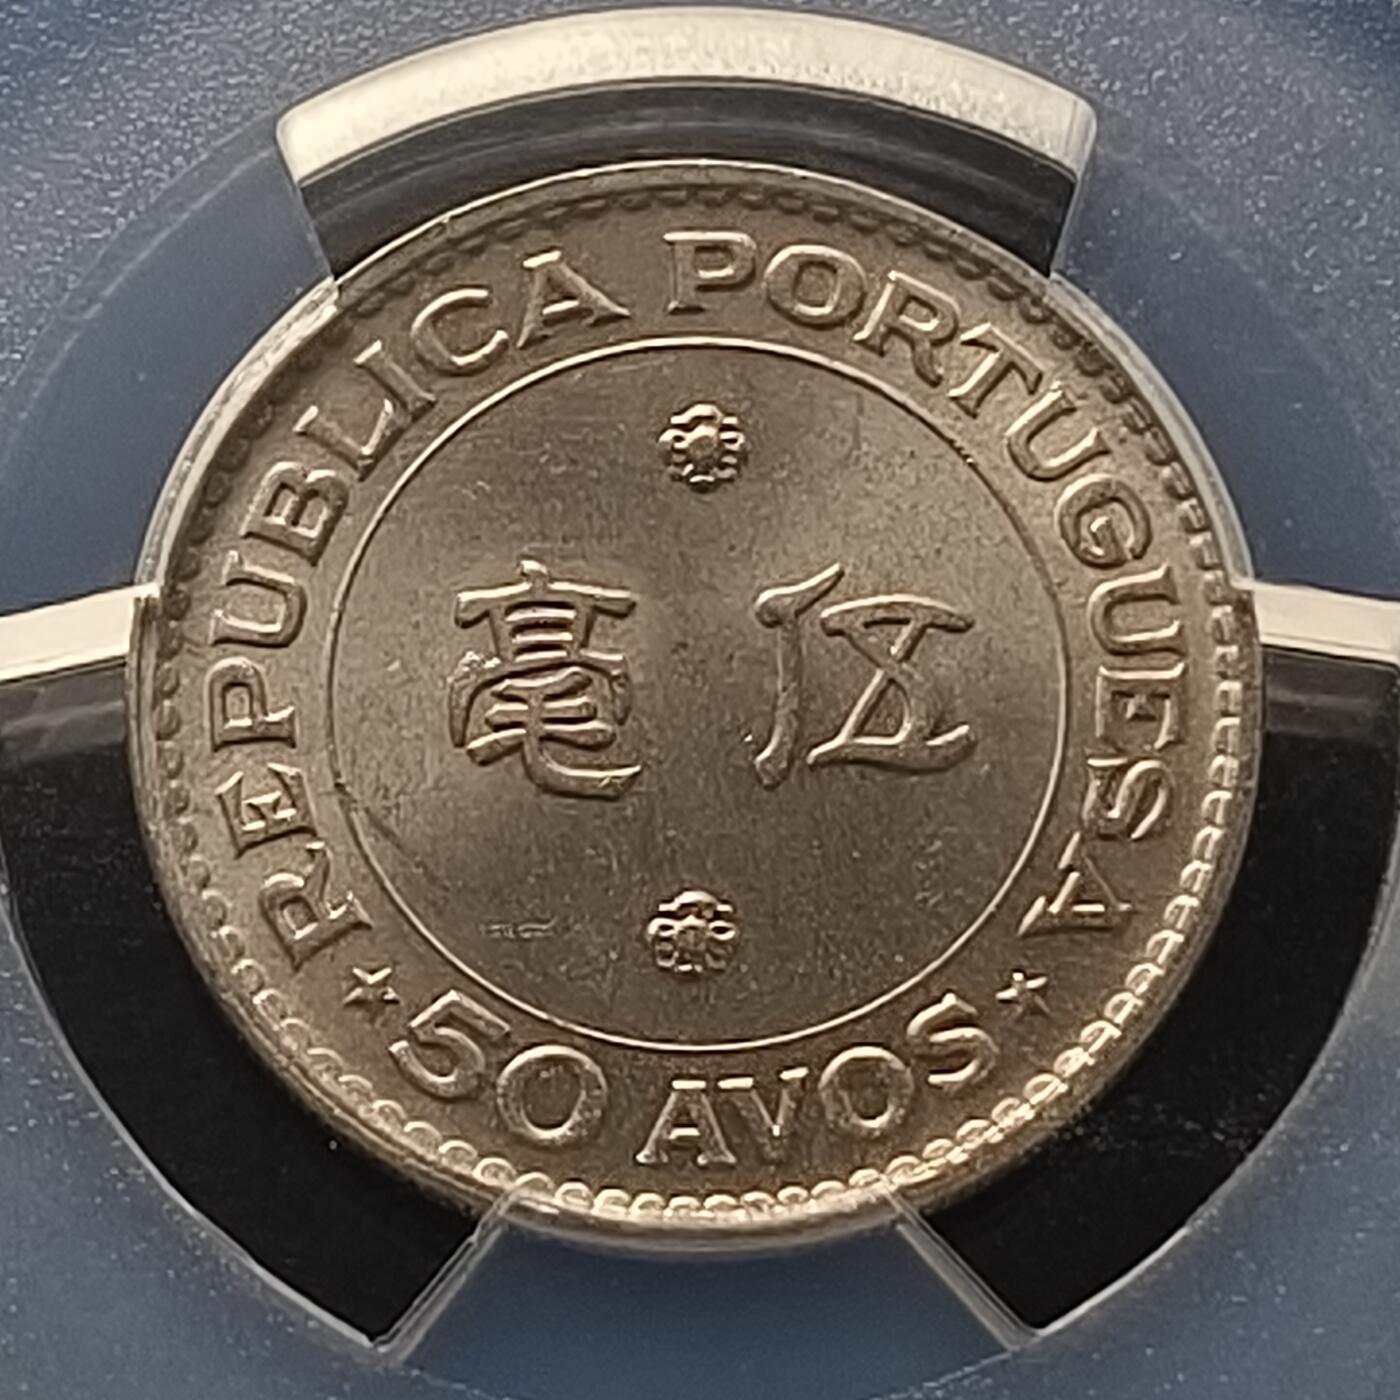 REPUBLICA PORTUGUESA
毫 伍
50 AVOS